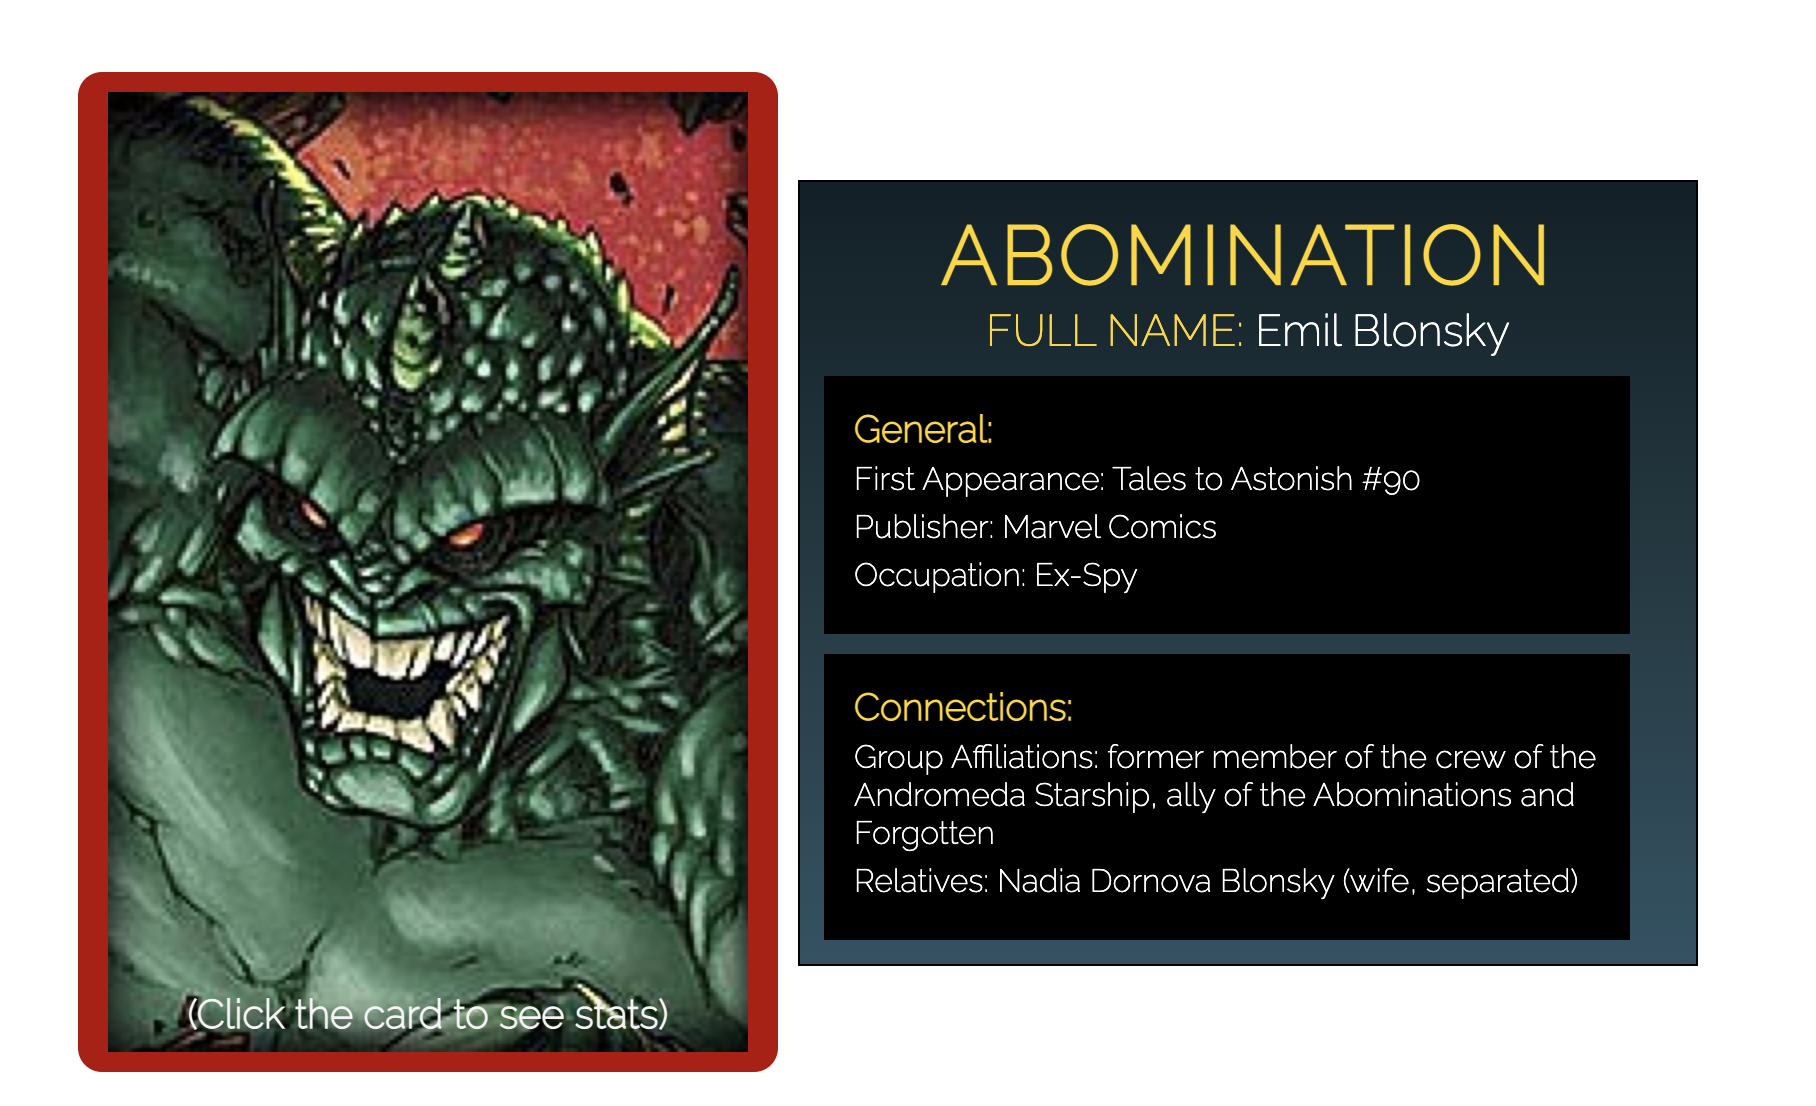 ABOMINATION
FULL NAME: Emil Blonsky
General:
First Appearance: Tales to Astonish #90
Publisher: Marvel Comics
Occupation: Ex-Spy
Connections:
Group Affiliations: former member of the crew of the
Andromeda Starship, ally of the Abominations and
Forgotten
Relatives: Nadia Dornova Blonsky (wife, separated)
(Click the card to see stats)